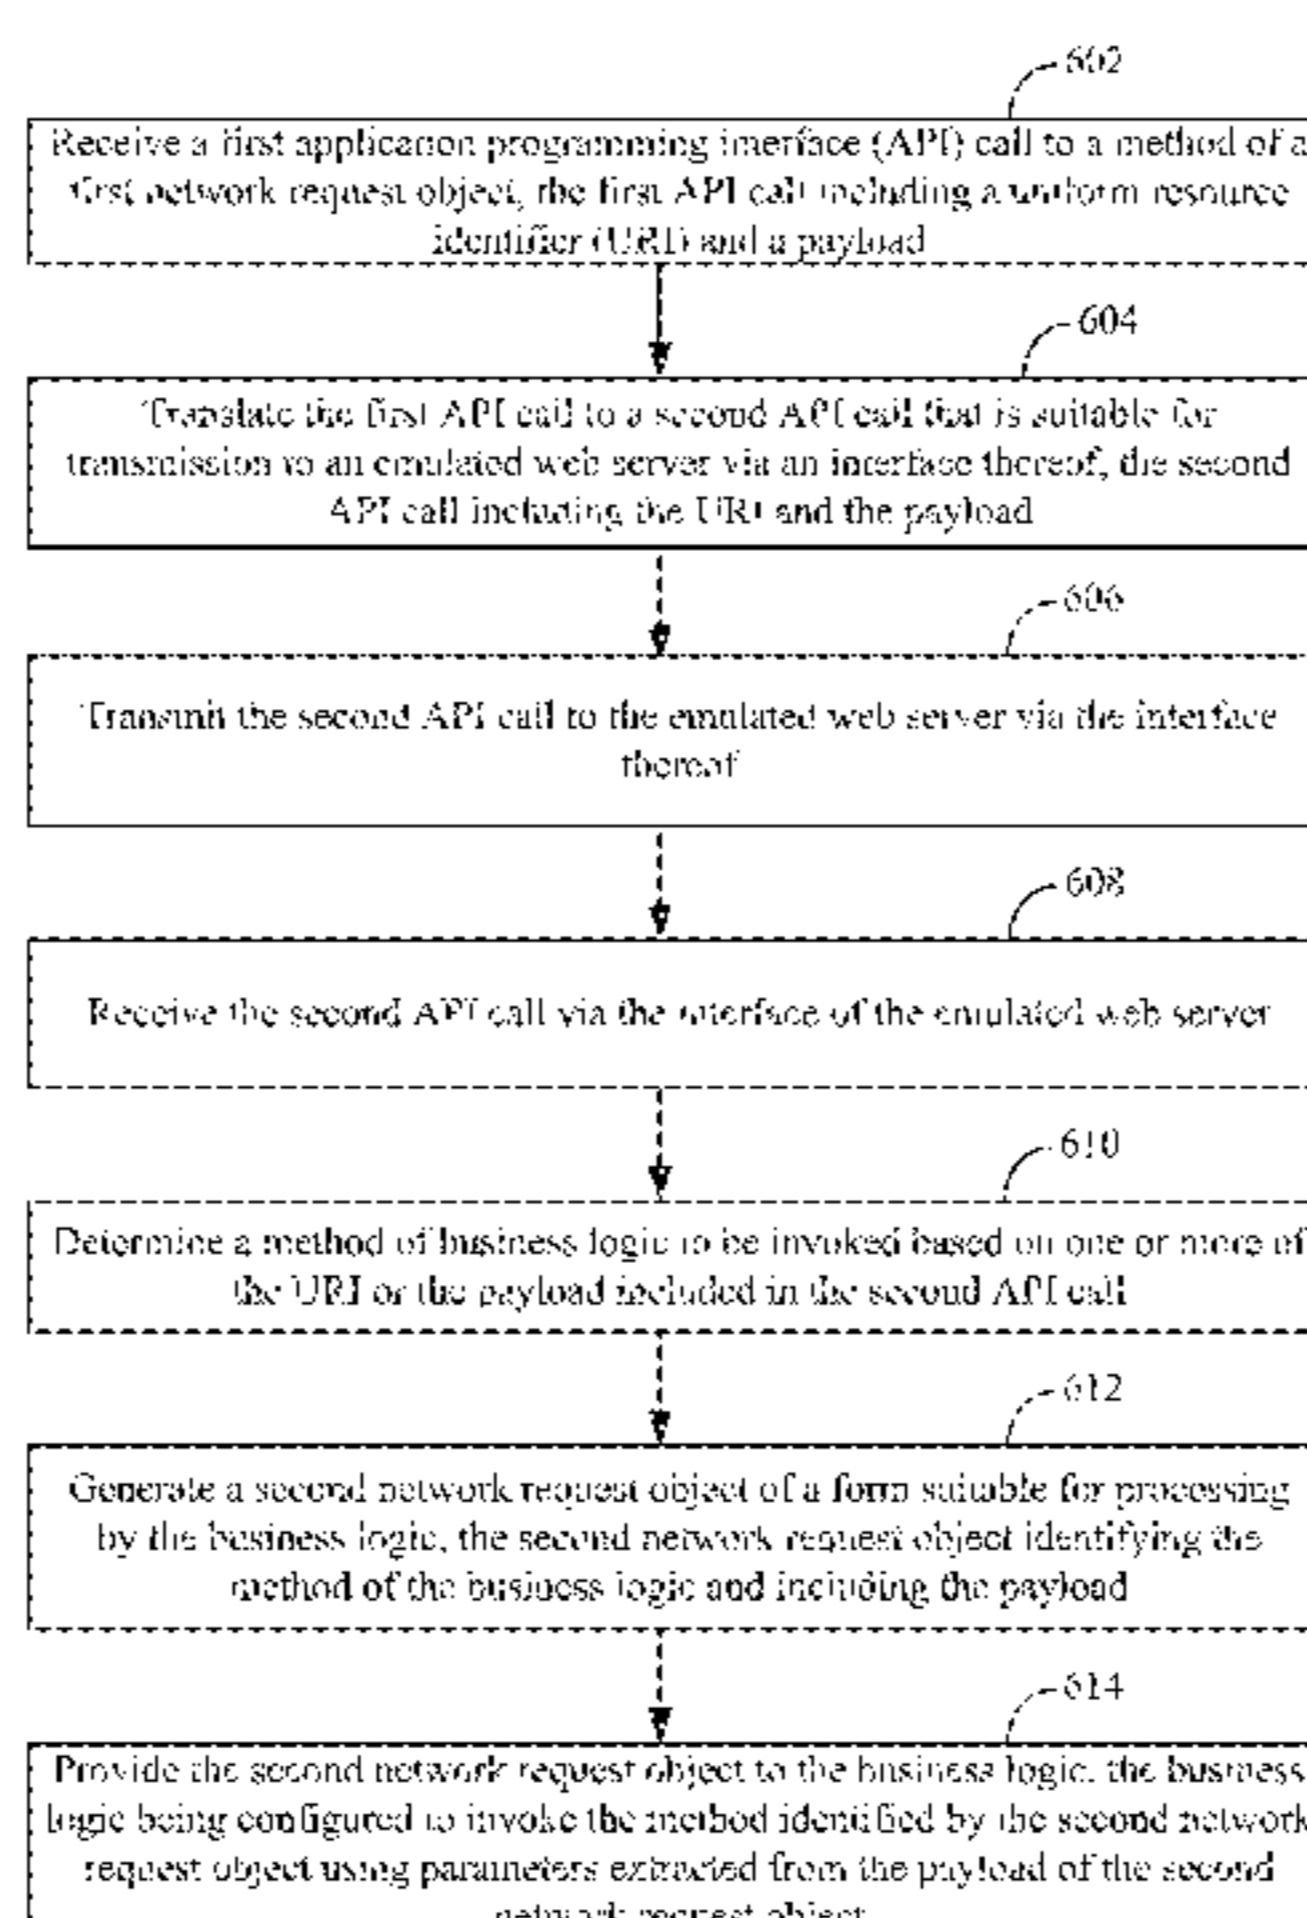 602
Receive a first application programming interface (API) call to a method of a
first network request object, the first API call including a uniform resource
identifier (URI) and a payload
604
Translate the first API call to a second API call that is suitable for
transmission to an emulated web server via an interface thereof, the second
API call including the URI and the payload
606
Transmit the second API call to the emulated web server via the interface
thereof
608
Receive the second API call via the interface of the emulated web server
610
Determine a method of business logic to be invoked based on one or more of
the URI or the payload included in the second API call
612
Generate a second network request object of a form suitable for processing
by the business logic, the second network request object identifying the
method of the business logic and including the payload
614
Provide the second network request object to the business logic, the business
logic being configured to invoke the method identified by the second network
request object using parameters extracted from the payload of the second
network request object